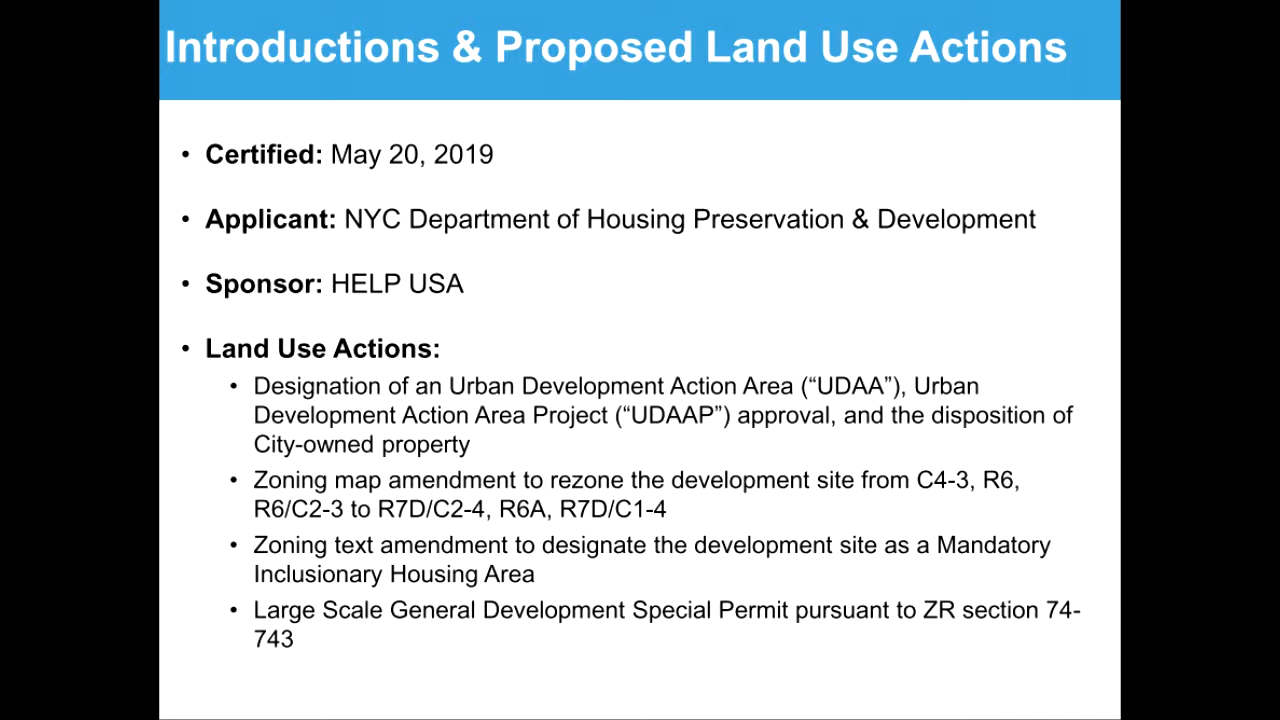 Introductions & Proposed Land Use Actions
• Certified: May 20, 2019
• Applicant: NYC Department of Housing Preservation & Development
• Sponsor: HELP USA
• Land Use Actions:
• Designation of an Urban Development Action Area (“UDAA”), Urban
Development Action Area Project (“UDAAP”) approval, and the disposition of
City-owned property
• Zoning map amendment to rezone the development site from C4-3, R6,
R6/C2-3 to R7D/C2-4, R6A, R7D/C1-4
• Zoning text amendment to designate the development site as a Mandatory
Inclusionary Housing Area
• Large Scale General Development Special Permit pursuant to ZR section 74-
743